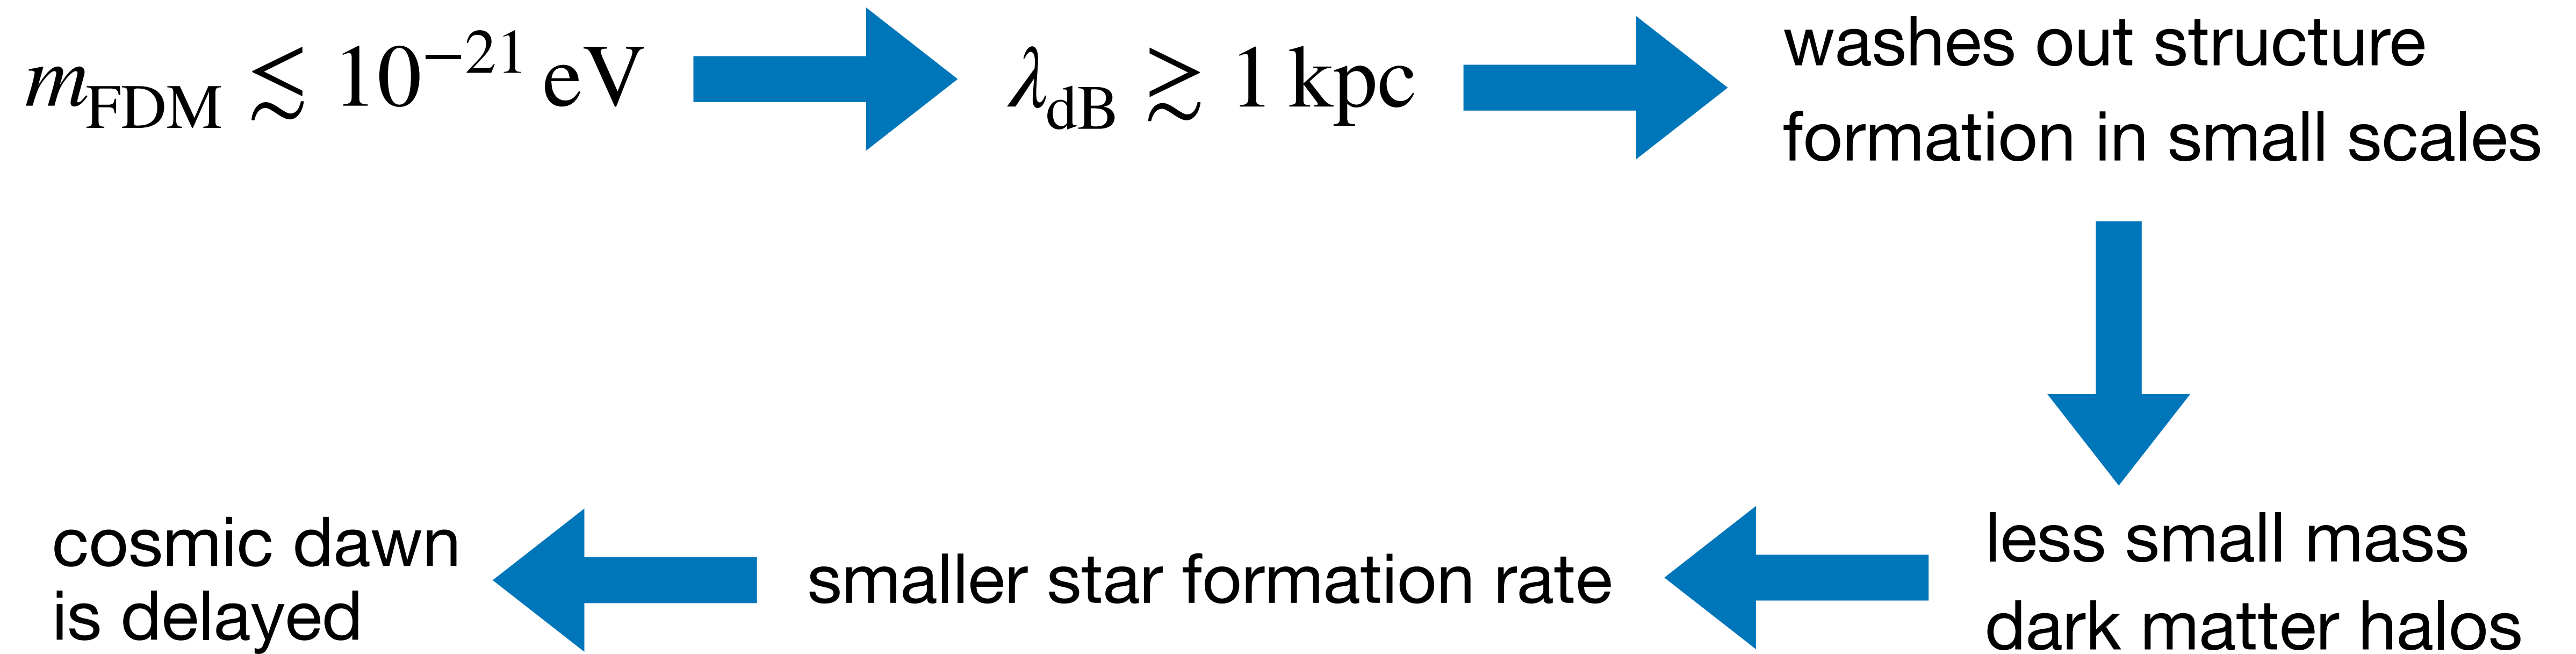 m_FDM ≲ 10⁻²¹ eV
λ_dB ≳ 1 kpc
washes out structure
formation in small scales
less small mass
dark matter halos
smaller star formation rate
cosmic dawn
is delayed